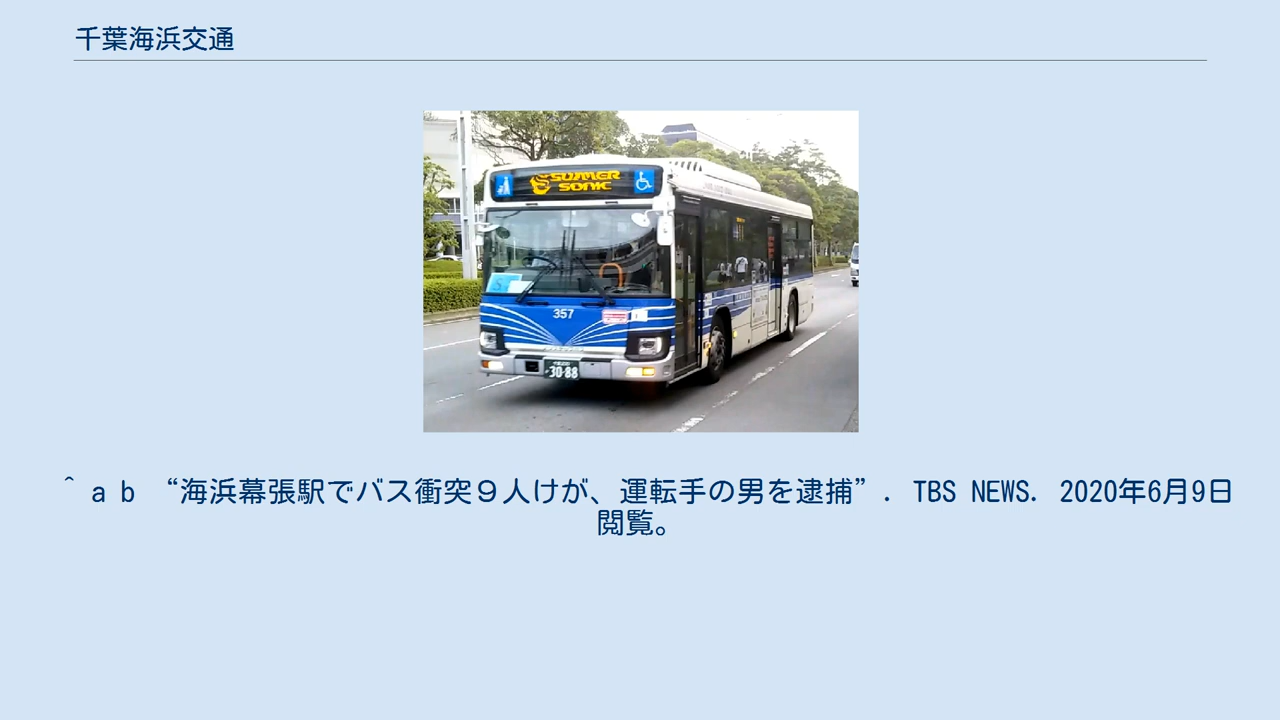 千葉海浜交通
SUMMER
SONIC
357
30-88
^ a b “海浜幕張駅でバス衝突９人けが、運転手の男を逮捕”. TBS NEWS. 2020年6月9日
閲覧。